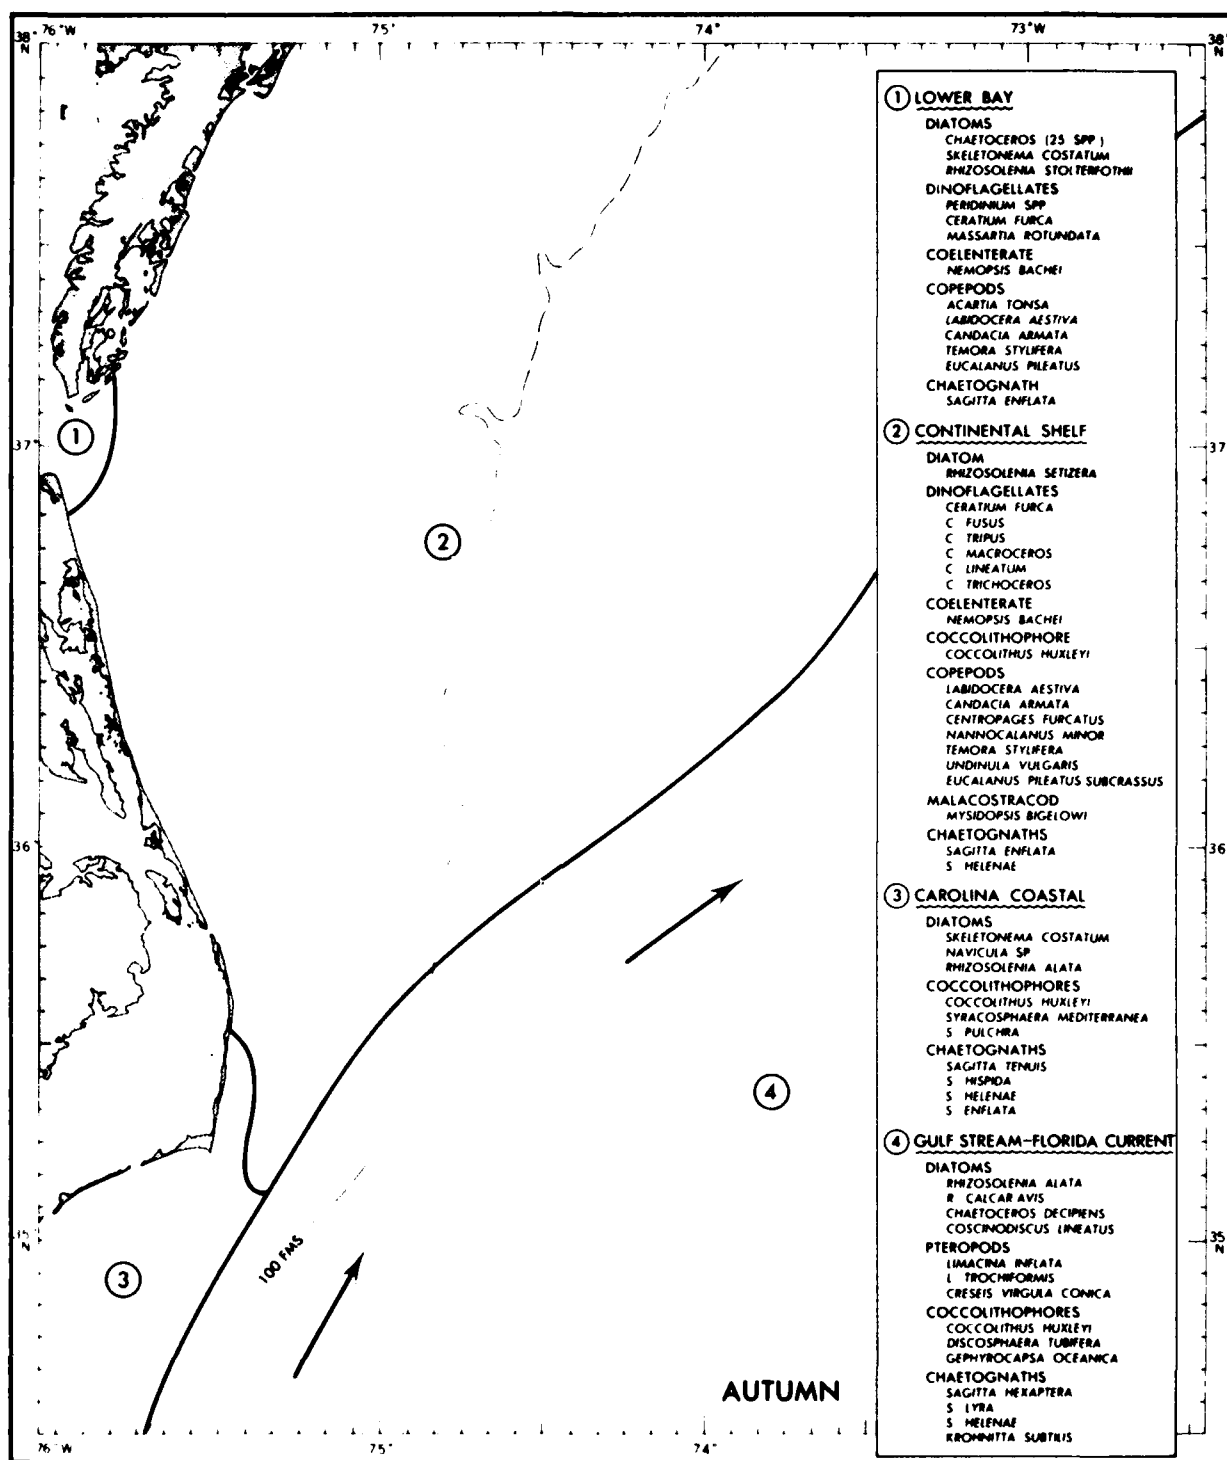 76 °W 75° 74° 73°W
38° N
38° N
1 LOWER BAY
DIATOMS
CHAETOCEROS (25 SPP)
SKELETONEMA COSTATUM
RHIZOSOLENIA STOLTERFOTHII
DINOFLAGELLATES
PERIDINIUM SPP
CERATIUM FURCA
MASSARTIA ROTUNDATA
COELENTERATE
NEMOPSIS BACHEI
COPEPODS
ACARTIA TONSA
LABIDOCERA AESTIVA
CANDACIA ARMATA
TEMORA STYLIFERA
EUCALANUS PILEATUS
CHAETOGNATH
SAGITTA ENFLATA
2 CONTINENTAL SHELF
DIATOM
RHIZOSOLENIA SETIZERA
DINOFLAGELLATES
CERATIUM FURCA
C FUSUS
C TRIPUS
C MACROCEROS
C LINEATUM
C TRICHOCEROS
COELENTERATE
NEMOPSIS BACHEI
COCCOLITHOPHORE
COCCOLITHUS HUXLEYI
COPEPODS
LABIDOCERA AESTIVA
CANDACIA ARMATA
CENTROPAGES FURCATUS
NANNOCALANUS MINOR
TEMORA STYLIFERA
UNDINULA VULGARIS
EUCALANUS PILEATUS SUBCRASSUS
MALACOSTRACOD
MYSIDOPSIS BIGELOWI
CHAETOGNATHS
SAGITTA ENFLATA
S HELENAE
3 CAROLINA COASTAL
DIATOMS
SKELETONEMA COSTATUM
NAVICULA SP
RHIZOSOLENIA ALATA
COCCOLITHOPHORES
COCCOLITHUS HUXLEYI
SYRACOSPHAERA MEDITERRANEA
S PULCHRA
CHAETOGNATHS
SAGITTA TENUIS
S HISPIDA
S HELENAE
S ENFLATA
4 GULF STREAM-FLORIDA CURRENT
DIATOMS
RHIZOSOLENIA ALATA
R CALCAR AVIS
CHAETOCEROS DECIPIENS
COSCINODISCUS LINEATUS
PTEROPODS
LIMACINA INFLATA
L TROCHIFORMIS
CRESEIS VIRGULA CONICA
COCCOLITHOPHORES
COCCOLITHUS HUXLEYI
DISCOSPHAERA TUBIFERA
GEPHYROCAPSA OCEANICA
CHAETOGNATHS
SAGITTA HEXAPTERA
S LYRA
S HELENAE
KROHNITTA SUBTILIS
1
37° 37°
2
36° 36°
4
35° N
35° N
100 FMS
3
AUTUMN
76 °W 75° 74°